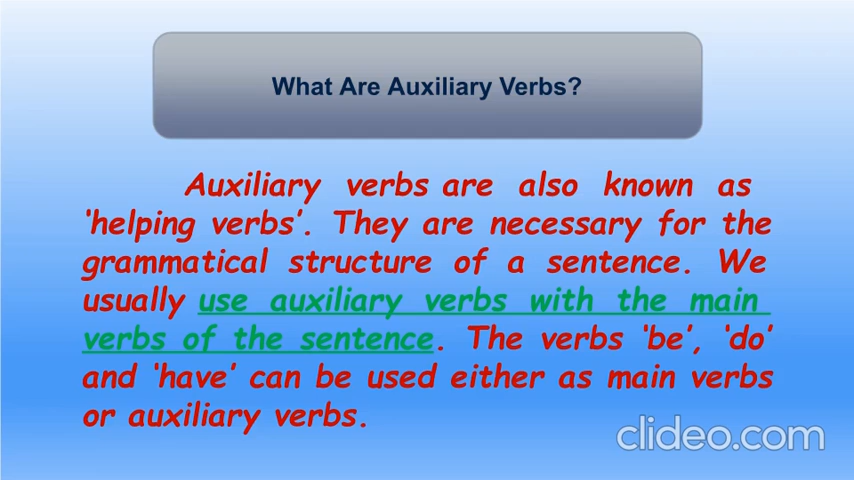 What Are Auxiliary Verbs?
Auxiliary verbs are also known as
‘helping verbs’. They are necessary for the
grammatical structure of a sentence. We
usually use auxiliary verbs with the main
verbs of the sentence. The verbs ‘be’, ‘do’
and ‘have’ can be used either as main verbs
or auxiliary verbs.
clideo.com